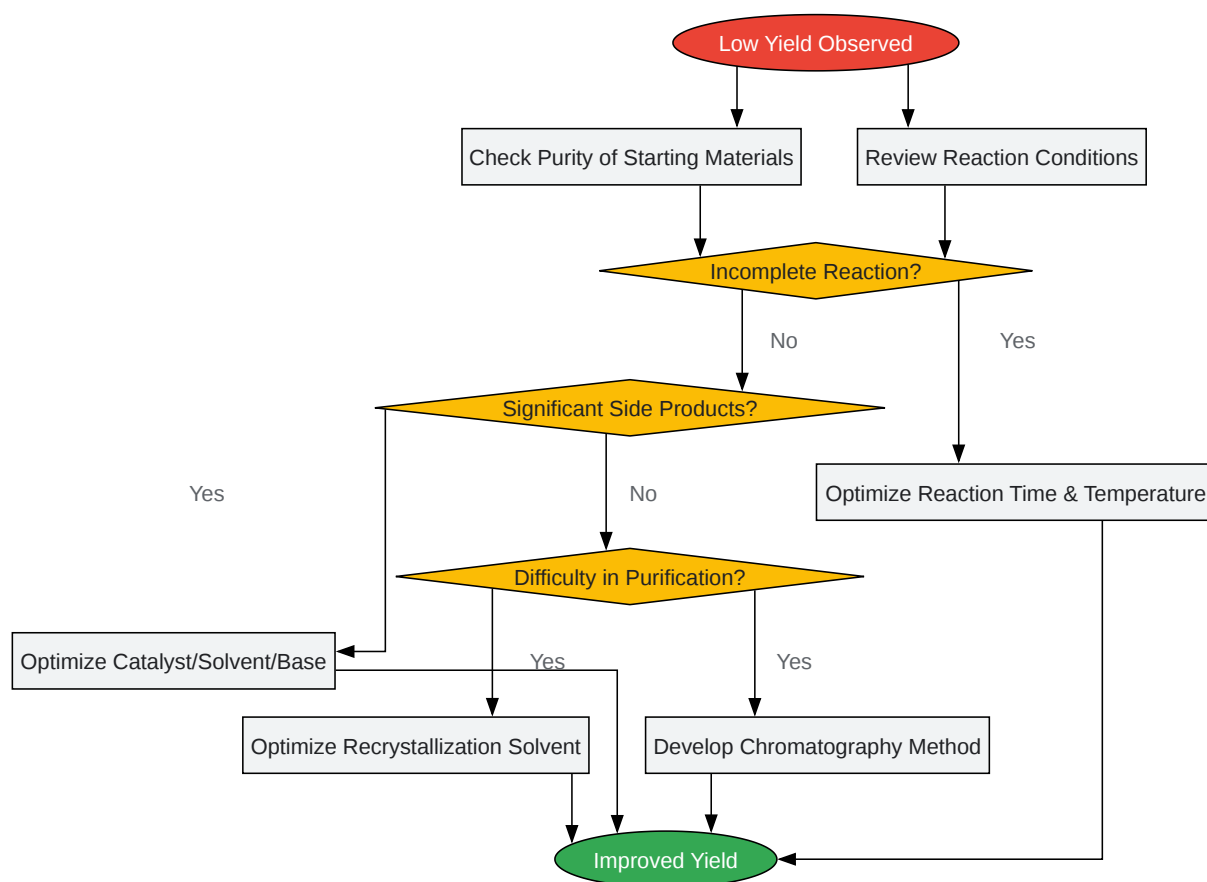 Low Yield Observed
Check Purity of Starting Materials
Review Reaction Conditions
Incomplete Reaction?
No
Yes
Significant Side Products?
Yes
No
Optimize Reaction Time & Temperature
Difficulty in Purification?
Optimize Catalyst/Solvent/Base
Yes
Yes
Optimize Recrystallization Solvent
Develop Chromatography Method
Improved Yield